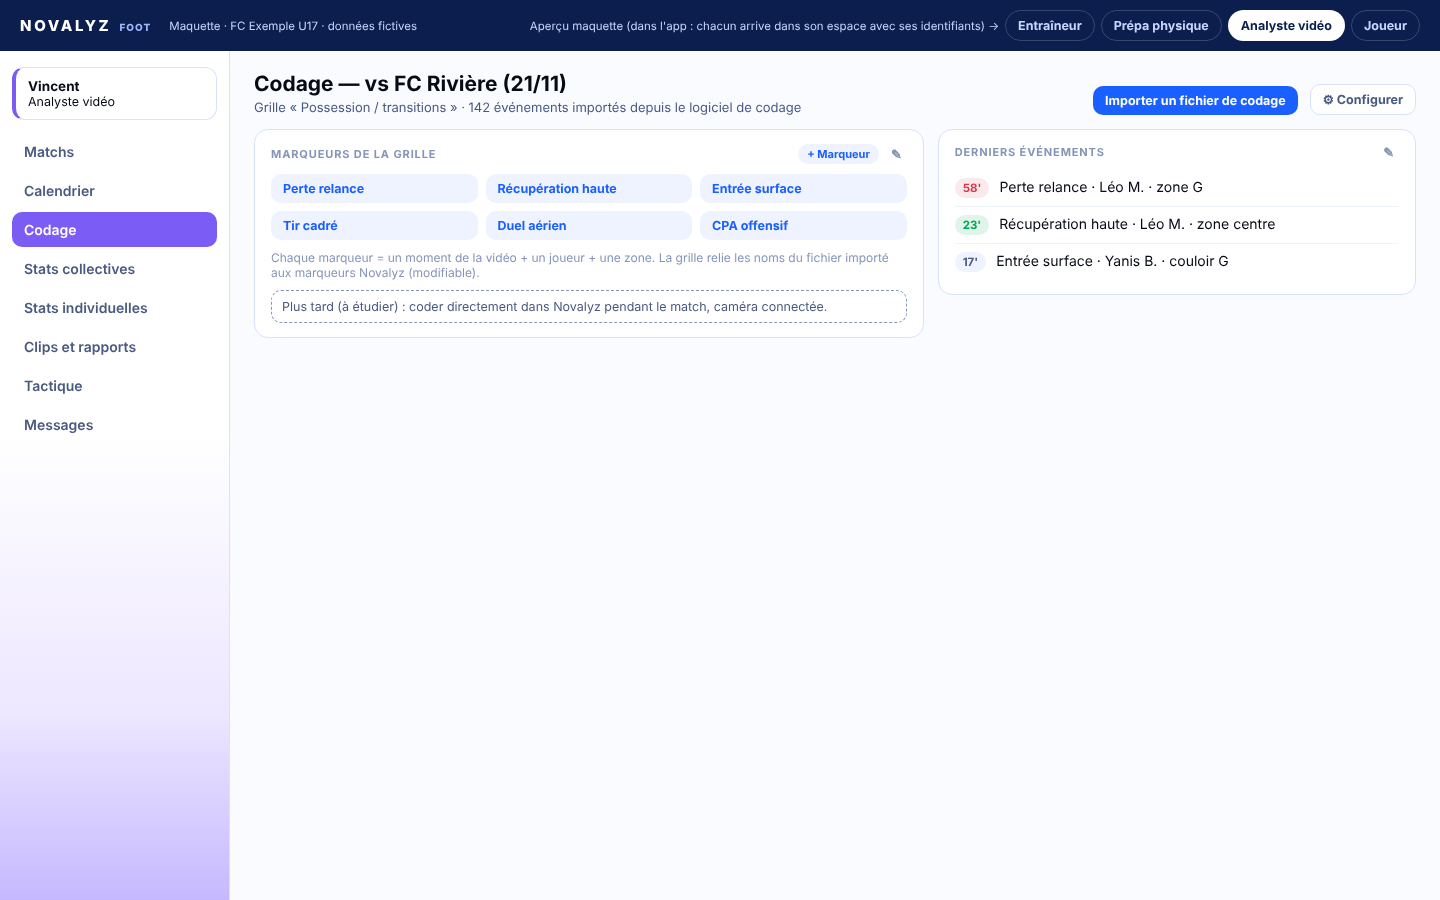 NOVALYZ FOOT Maquette · FC Exemple U17 · données fictives
Aperçu maquette (dans l'app : chacun arrive dans son espace avec ses identifiants) → Entraîneur Prépa physique Analyste vidéo Joueur
Vincent
Analyste vidéo
Matchs
Calendrier
Codage
Stats collectives
Stats individuelles
Clips et rapports
Tactique
Messages
Codage — vs FC Rivière (21/11)
Grille « Possession / transitions » · 142 événements importés depuis le logiciel de codage
Importer un fichier de codage ⚙ Configurer
MARQUEURS DE LA GRILLE + Marqueur ✎
Perte relance Récupération haute Entrée surface
Tir cadré Duel aérien CPA offensif
Chaque marqueur = un moment de la vidéo + un joueur + une zone. La grille relie les noms du fichier importé
aux marqueurs Novalyz (modifiable).
Plus tard (à étudier) : coder directement dans Novalyz pendant le match, caméra connectée.
DERNIERS ÉVÉNEMENTS ✎
58' Perte relance · Léo M. · zone G
23' Récupération haute · Léo M. · zone centre
17' Entrée surface · Yanis B. · couloir G